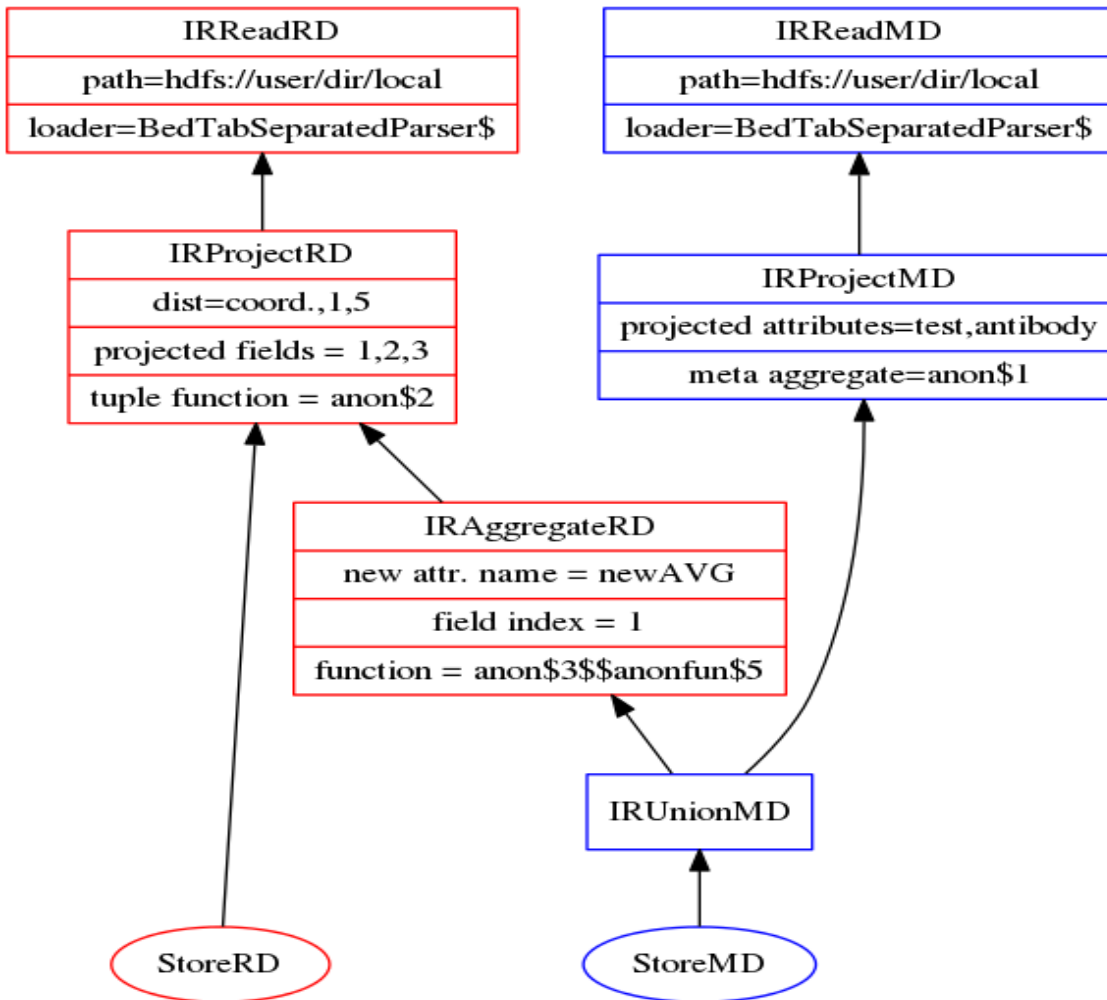 IRReadRD
path=hdfs://user/dir/local
loader=BedTabSeparatedParser$
IRReadMD
path=hdfs://user/dir/local
loader=BedTabSeparatedParser$
IRProjectRD
dist=coord.,1,5
projected fields = 1,2,3
tuple function = anon$2
IRProjectMD
projected attributes=test,antibody
meta aggregate=anon$1
IRAggregateRD
new attr. name = newAVG
field index = 1
function = anon$3$$anonfun$5
IRUnionMD
StoreRD
StoreMD